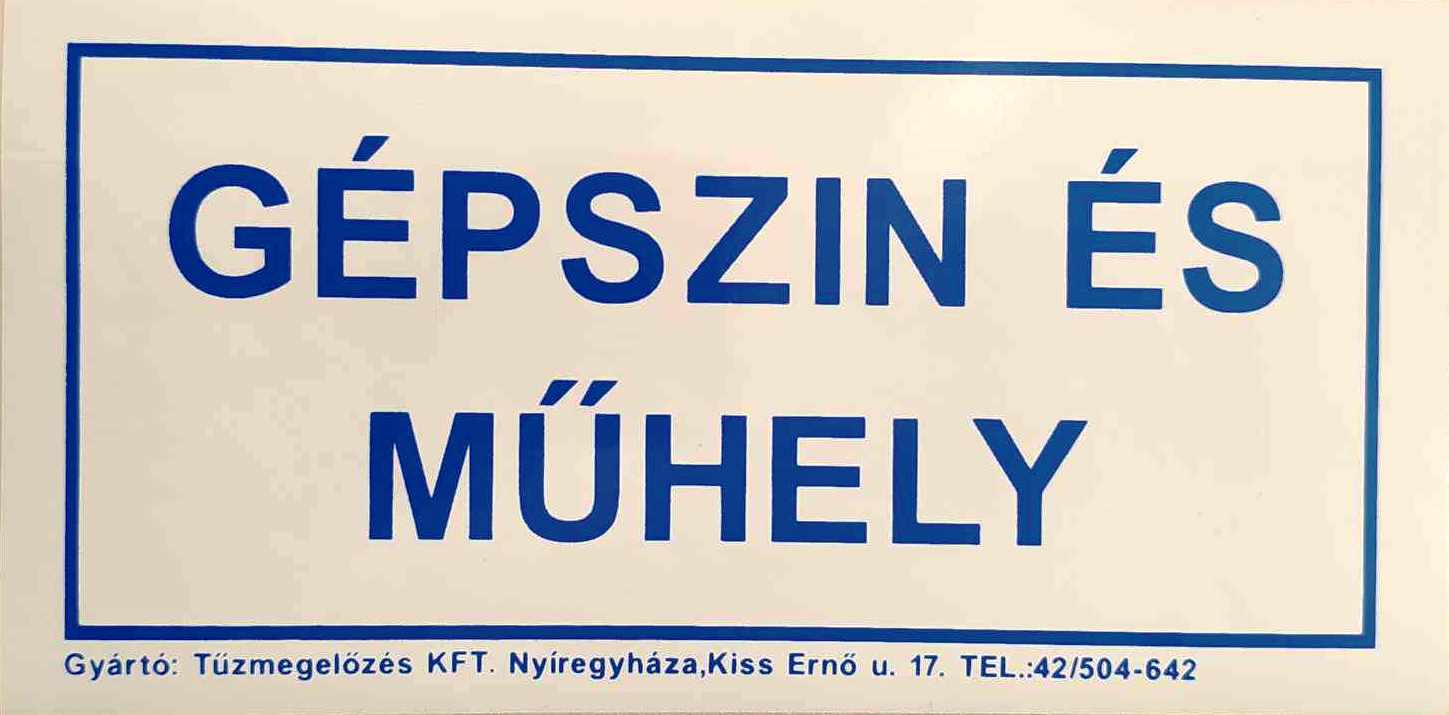 GÉPSZIN ÉS
MŰHELY
Gyártó: Tűzmegelőzés KFT. Nyíregyháza,Kiss Ernő u. 17. TEL.:42/504-642